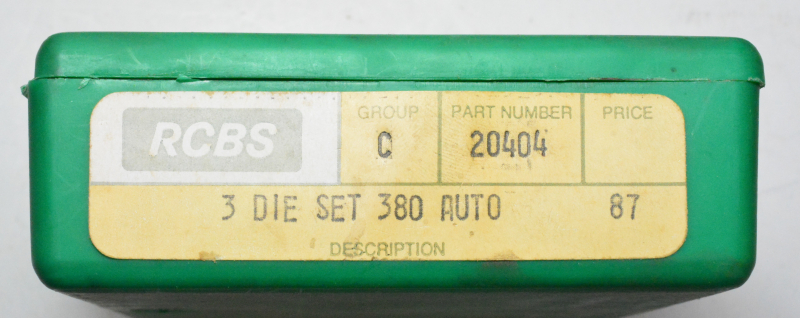 RCBS
GROUP PART NUMBER PRICE
Q 20404
3 DIE SET 380 AUTO 87
DESCRIPTION